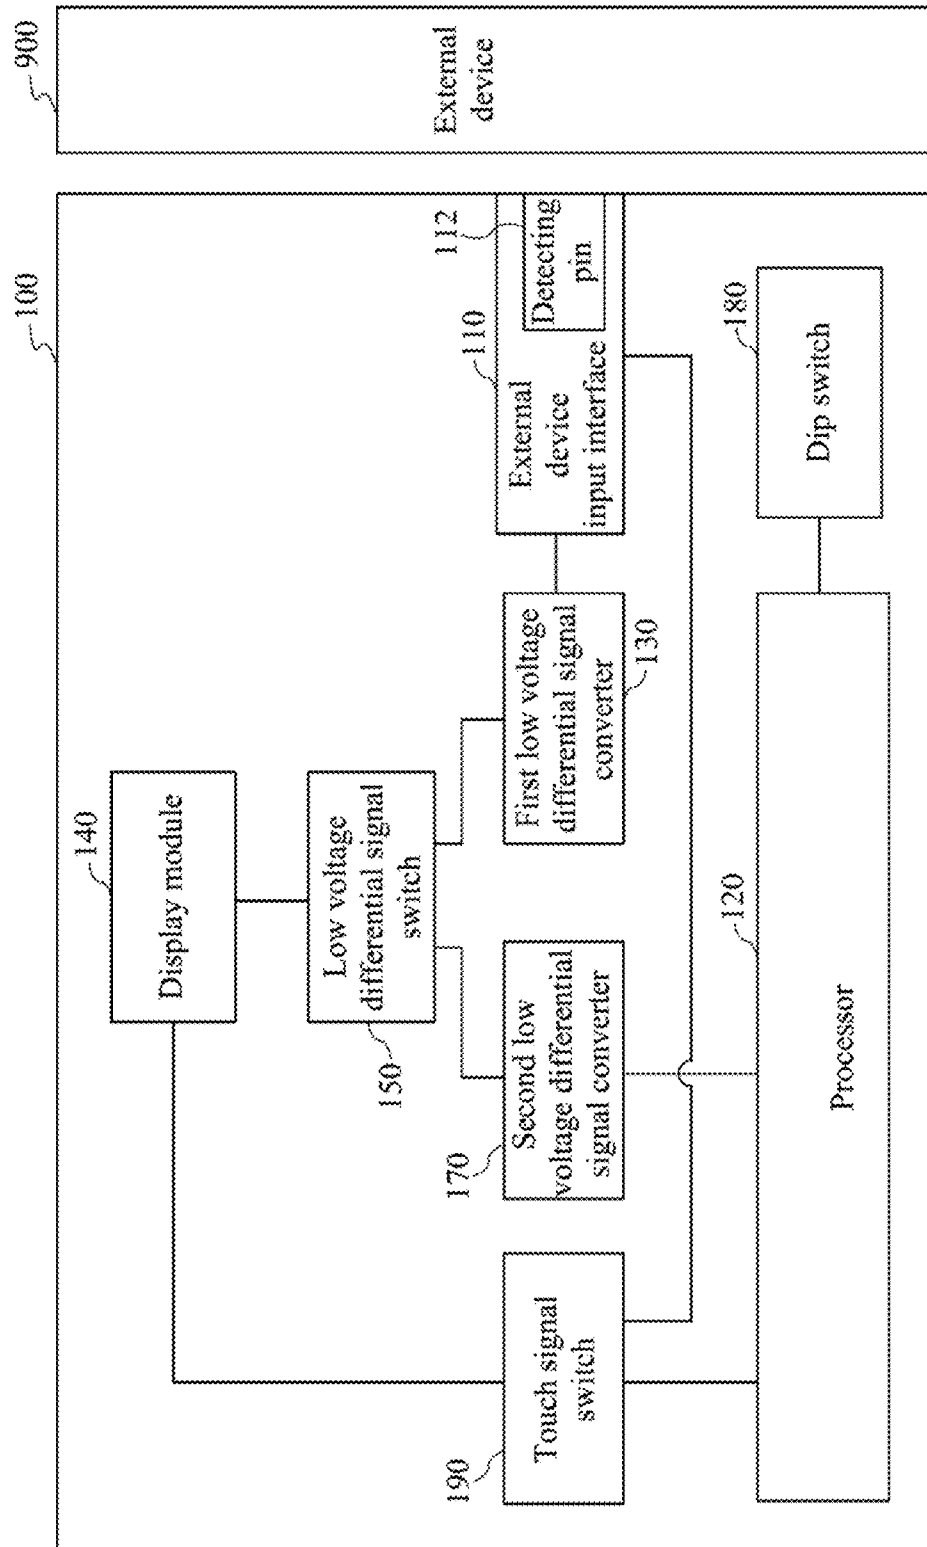 100
900
140
Display module
Low voltage
differential signal
switch
150
190
Touch signal
switch
170
Second low
voltage differential
signal converter
First low voltage
differential signal
converter
130
110
External
device
input interface
112
Detecting
pin
External
device
120
Processor
180
Dip switch